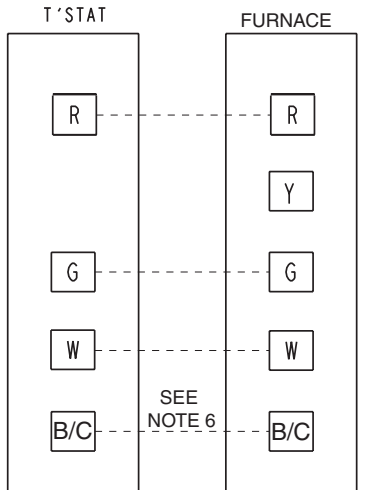 T'STAT FURNACE
R R
Y
G G
W W
SEE
NOTE 6
B/C B/C